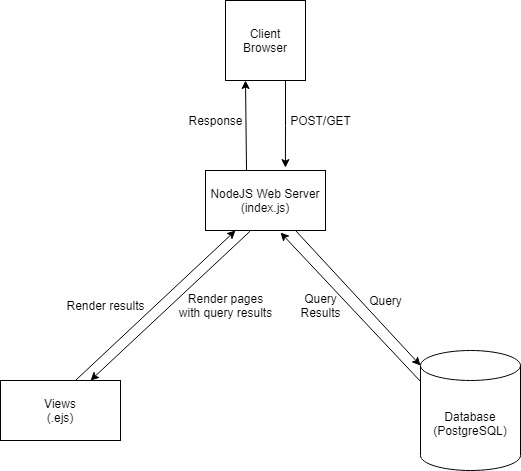 Client
Browser
Response
POST/GET
NodeJS Web Server
(index.js)
Render results
Render pages
with query results
Query
Results
Query
Views
(.ejs)
Database
(PostgreSQL)